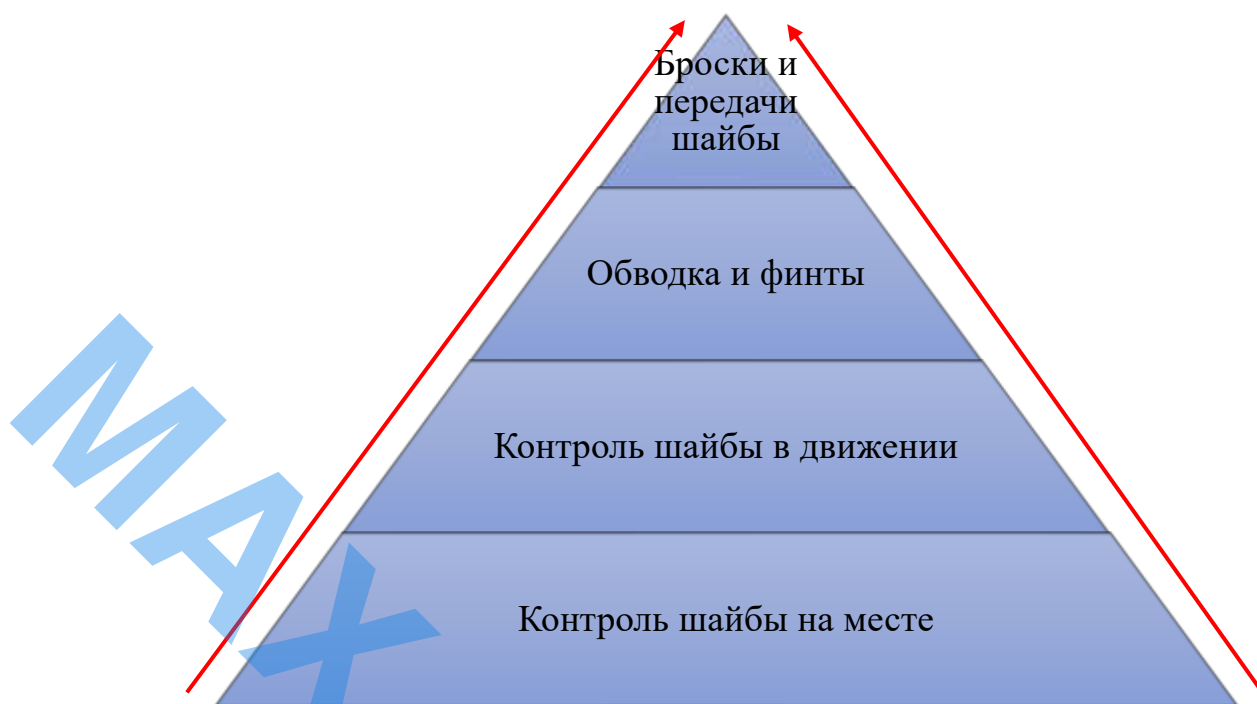 Броски и
передачи
шайбы
Обводка и финты
Контроль шайбы в движении
Контроль шайбы на месте
MAX